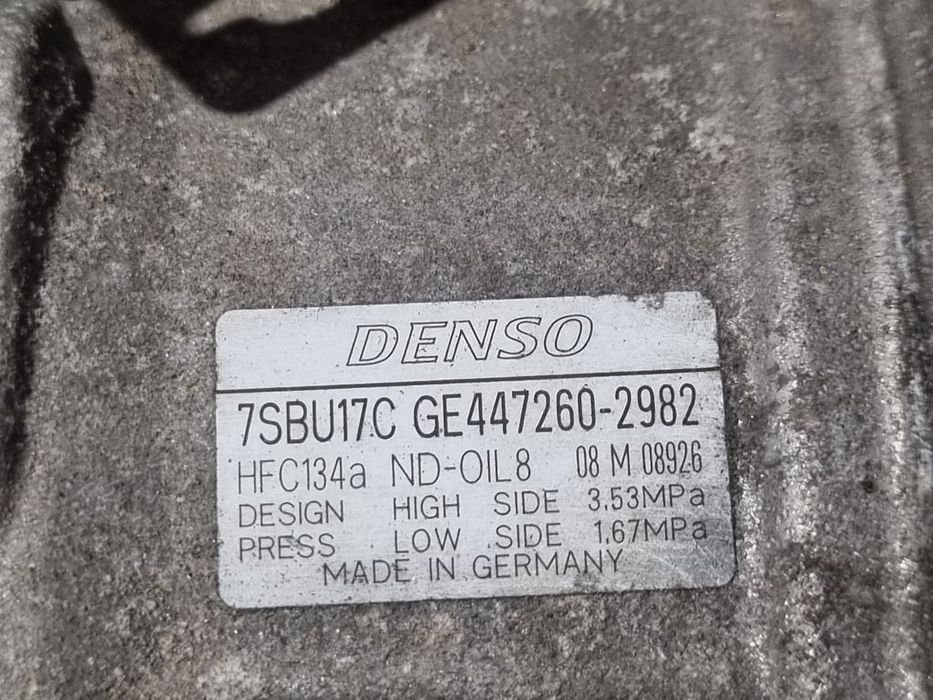 DENSO
7SBU17C GE447260-2982
HFC134a ND-OIL8 08 M 08926
DESIGN HIGH SIDE 3.53MPa
PRESS LOW SIDE 1.67MPa
MADE IN GERMANY